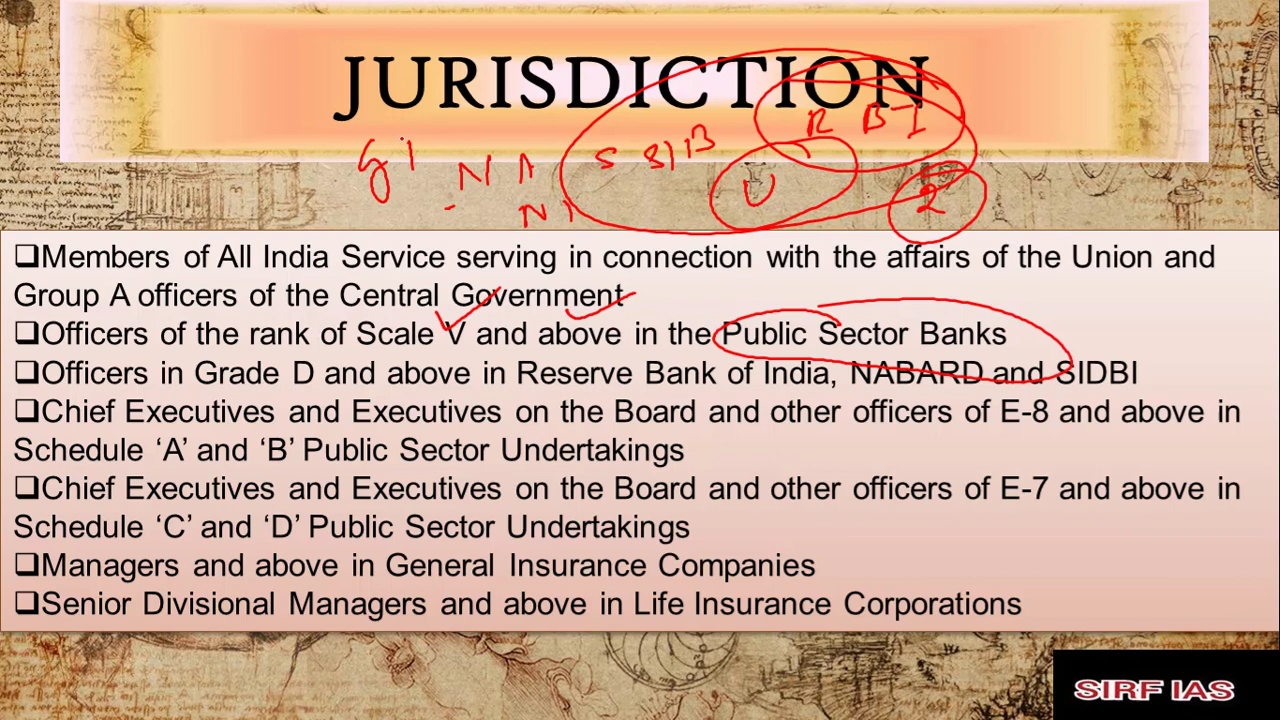 JURISDICTION
R B I
N A
S
U
❑Members of All India Service serving in connection with the affairs of the Union and
Group A officers of the Central Government
❑Officers of the rank of Scale V and above in the Public Sector Banks
❑Officers in Grade D and above in Reserve Bank of India, NABARD and SIDBI
❑Chief Executives and Executives on the Board and other officers of E-8 and above in
Schedule ‘A’ and ‘B’ Public Sector Undertakings
❑Chief Executives and Executives on the Board and other officers of E-7 and above in
Schedule ‘C’ and ‘D’ Public Sector Undertakings
❑Managers and above in General Insurance Companies
❑Senior Divisional Managers and above in Life Insurance Corporations
SIRF IAS